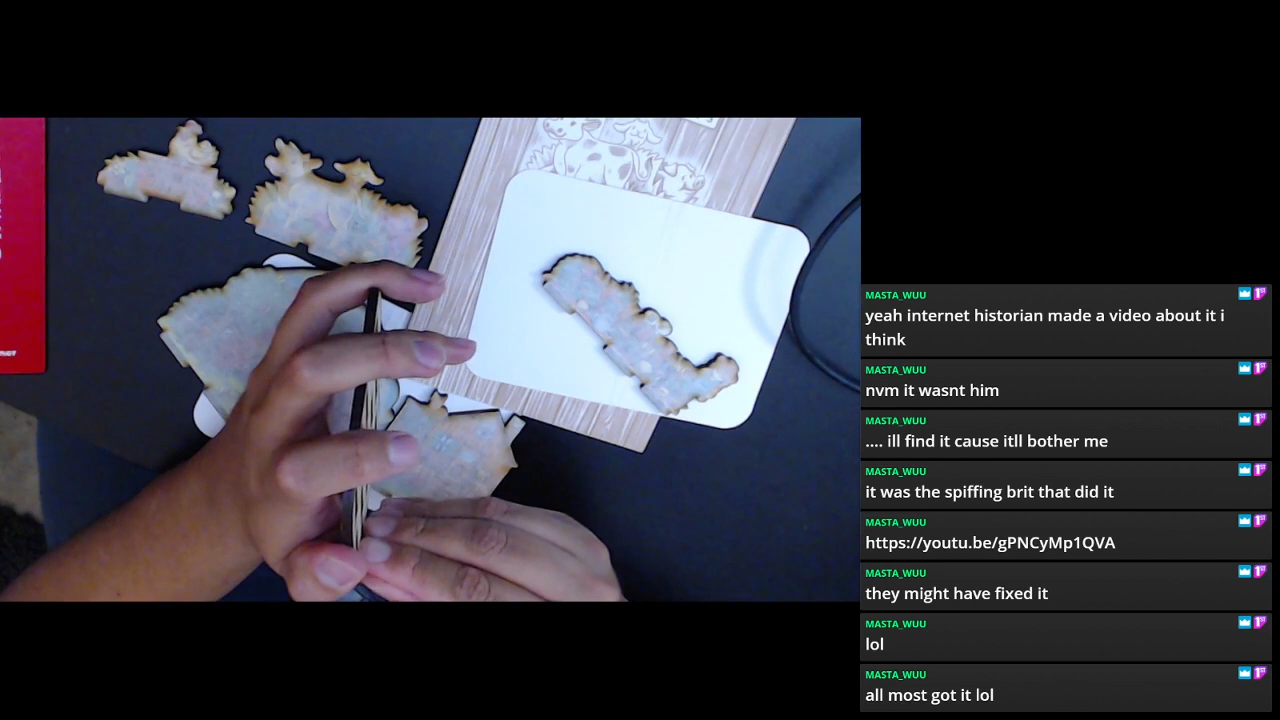 MASTA_WUU
yeah internet historian made a video about it i
think
MASTA_WUU
nvm it wasnt him
MASTA_WUU
.... ill find it cause itll bother me
MASTA_WUU
it was the spiffing brit that did it
MASTA_WUU
https://youtu.be/gPNCyMp1QVA
MASTA_WUU
they might have fixed it
MASTA_WUU
lol
MASTA_WUU
all most got it lol